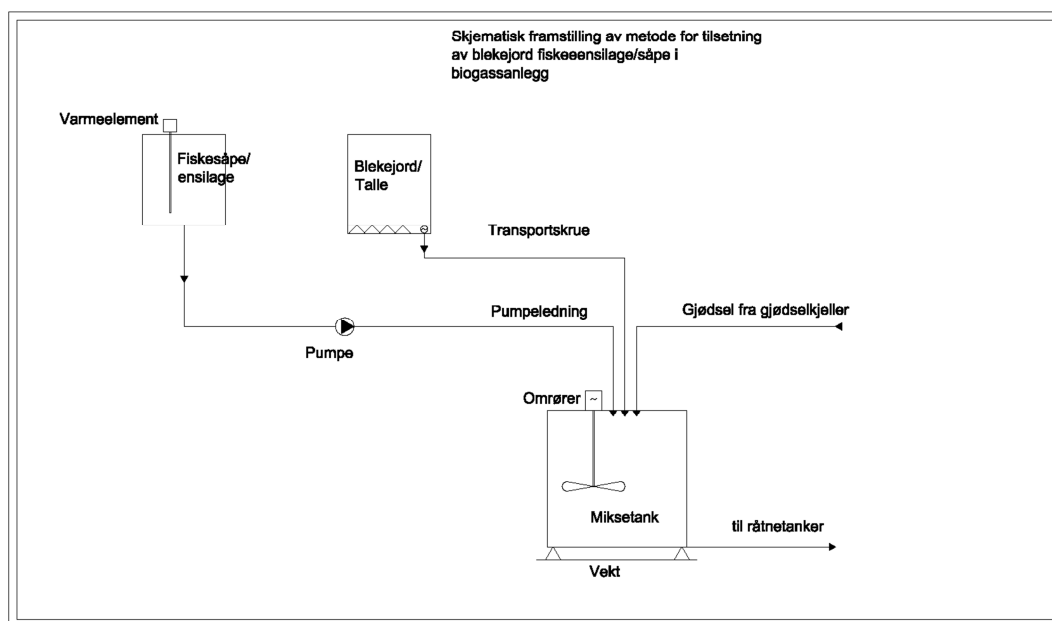 Skjematisk framstilling av metode for tilsetning
av blekejord fiskeeensilage/såpe i
biogassanlegg
Varmeelement
Fiskesåpe/
ensilage
Blekejord/
Talle
Transportskrue
Pumpeledning
Gjødsel fra gjødselkjeller
Pumpe
Omrører
~
Miksetank
til råtnetanker
Vekt